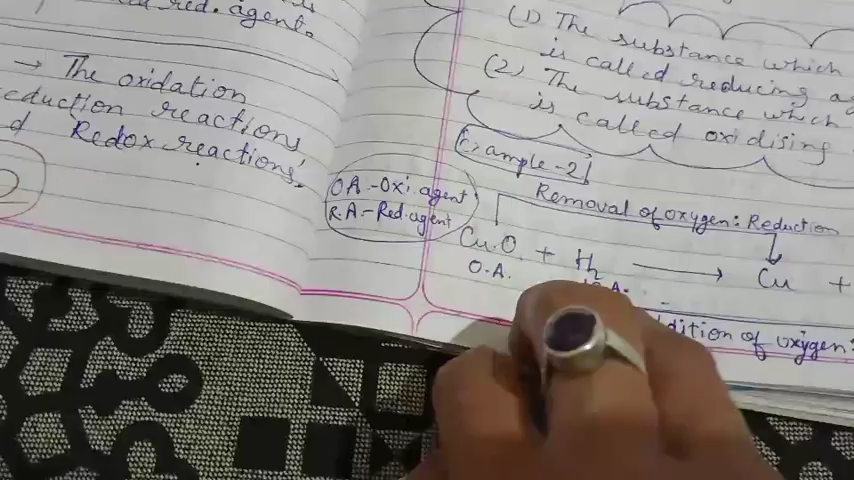 red. agent.
→ The oxidation
eduction reactions
d Redox reactions.
(1) The substance which
is called reducing ag
(2) The substance which
is called oxidising
Example-2
OA-Oxi.agent
R.A-Red.agent
Removal of oxygen: Reduction
CuO + H2 → Cu +
O.A.
dition of oxygen: